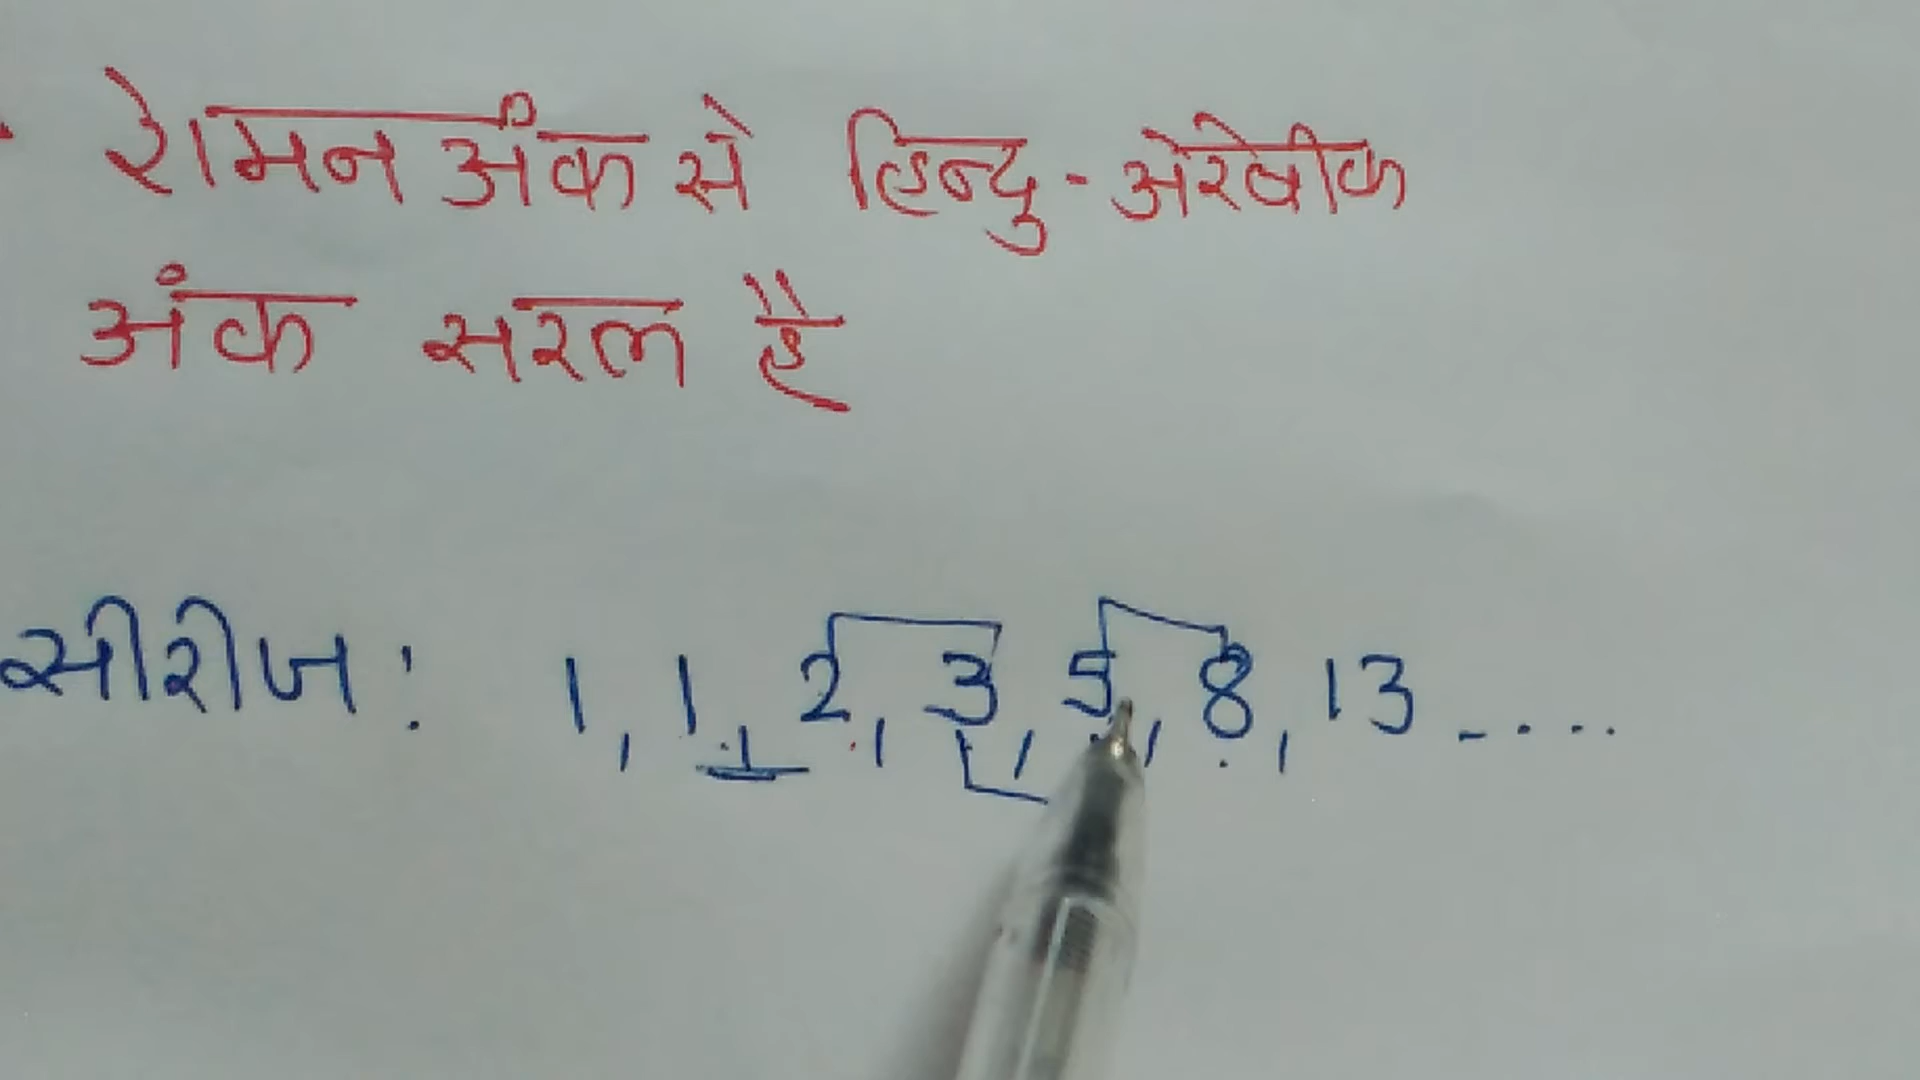 रोमन अंक से हिन्दु-अरेबीक
अंक सरल है
सीरीज: 1, 1, 2, 3, 5, 8, 13 - ....